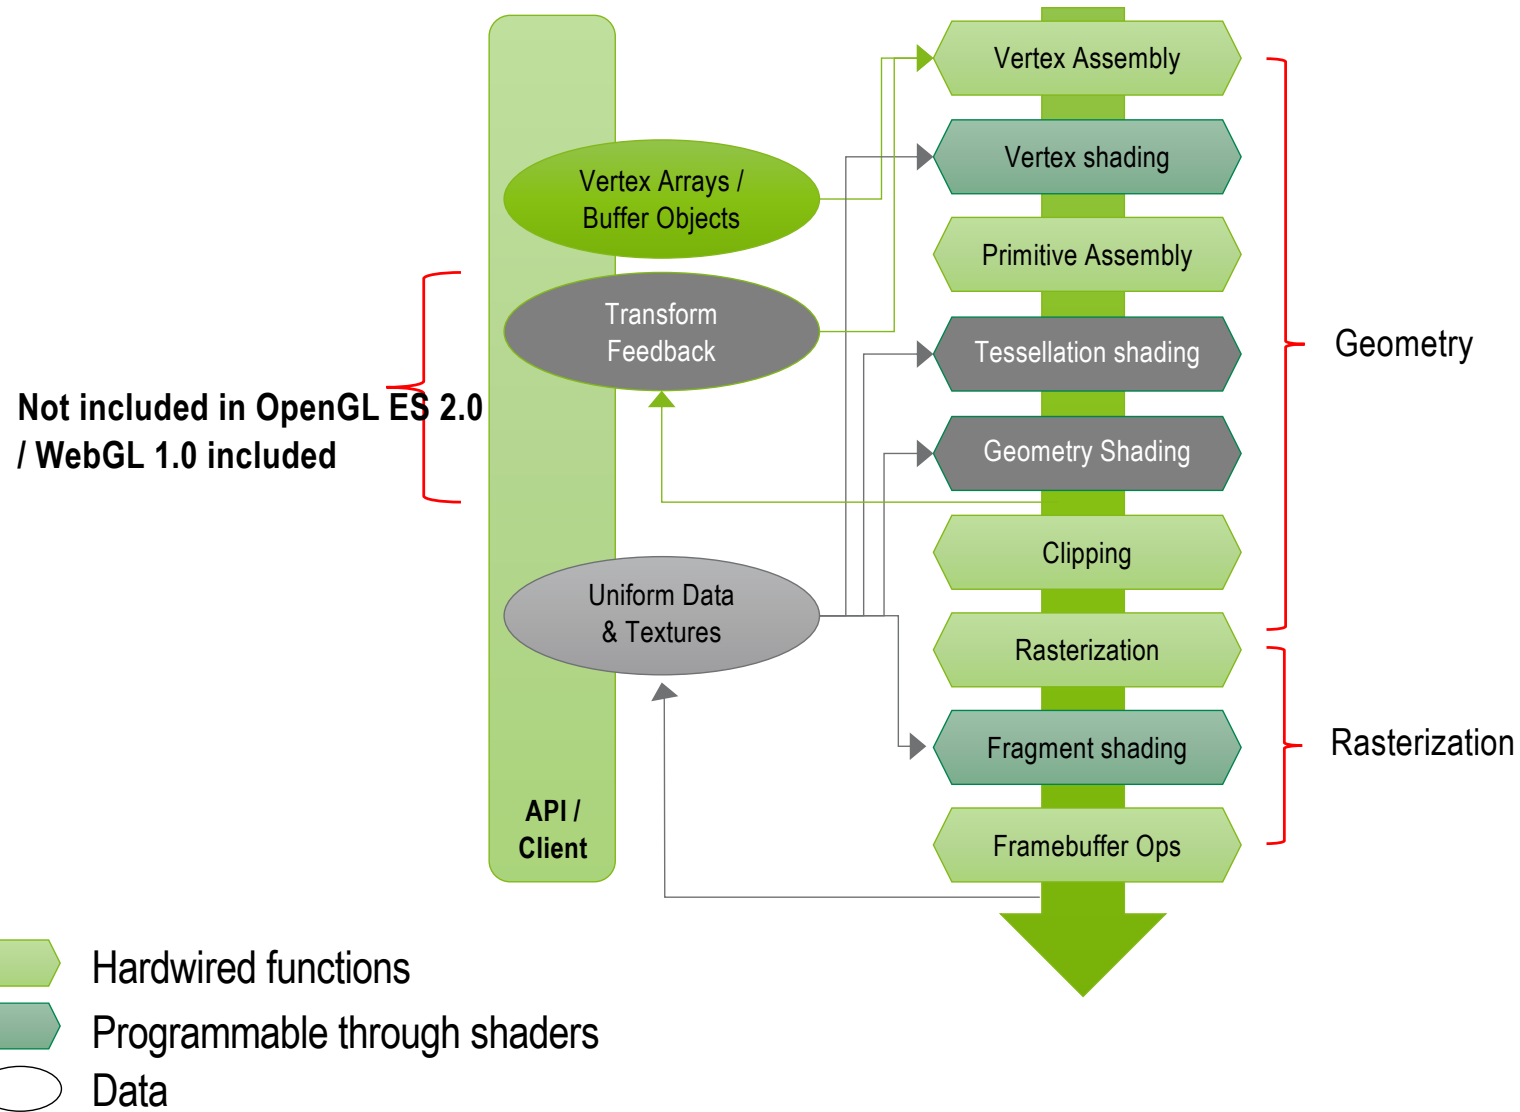 Vertex Assembly
Vertex shading
Vertex Arrays /
Buffer Objects
Primitive Assembly
Transform
Feedback
Tessellation shading
Geometry
Not included in OpenGL ES 2.0
/ WebGL 1.0 included
Geometry Shading
Clipping
Uniform Data
& Textures
Rasterization
Fragment shading
Rasterization
API /
Client
Framebuffer Ops
Hardwired functions
Programmable through shaders
Data